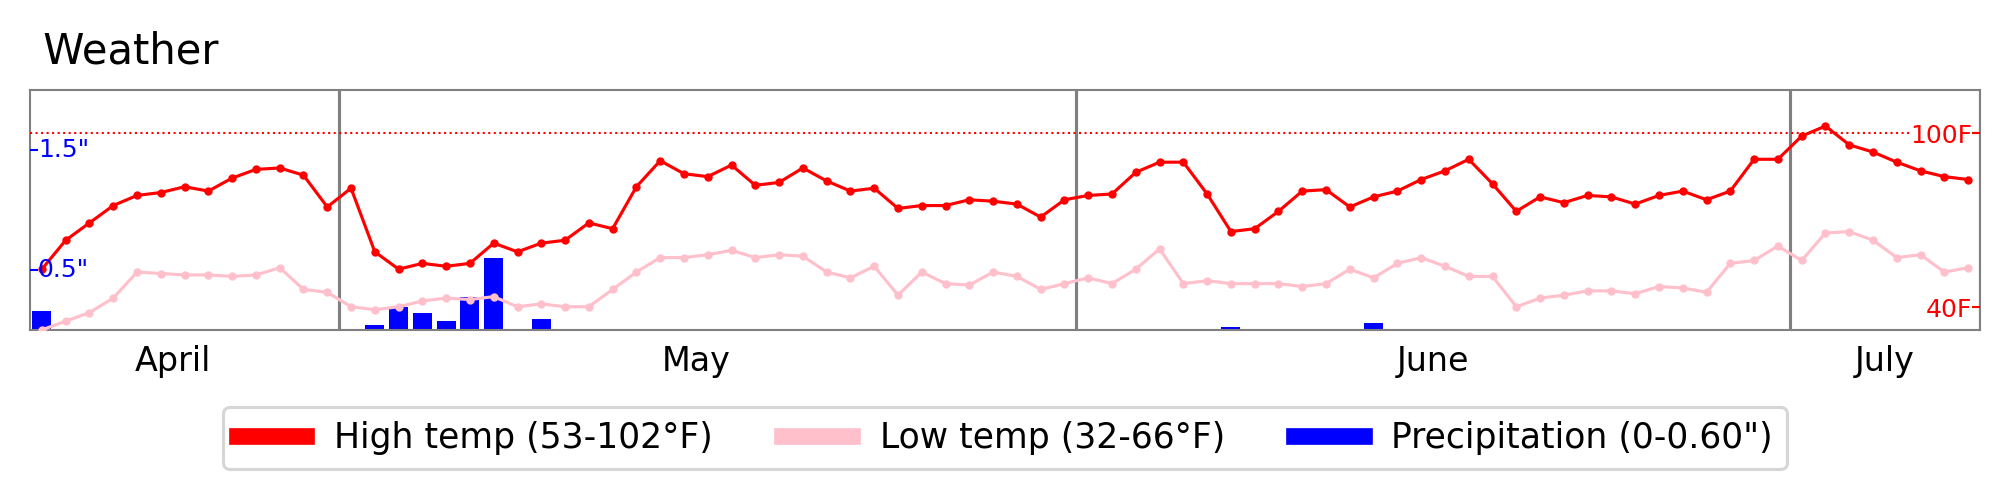 Weather
1.5"
100F
0.5"
40F
April May June July
High temp (53-102°F) Low temp (32-66°F) Precipitation (0-0.60")